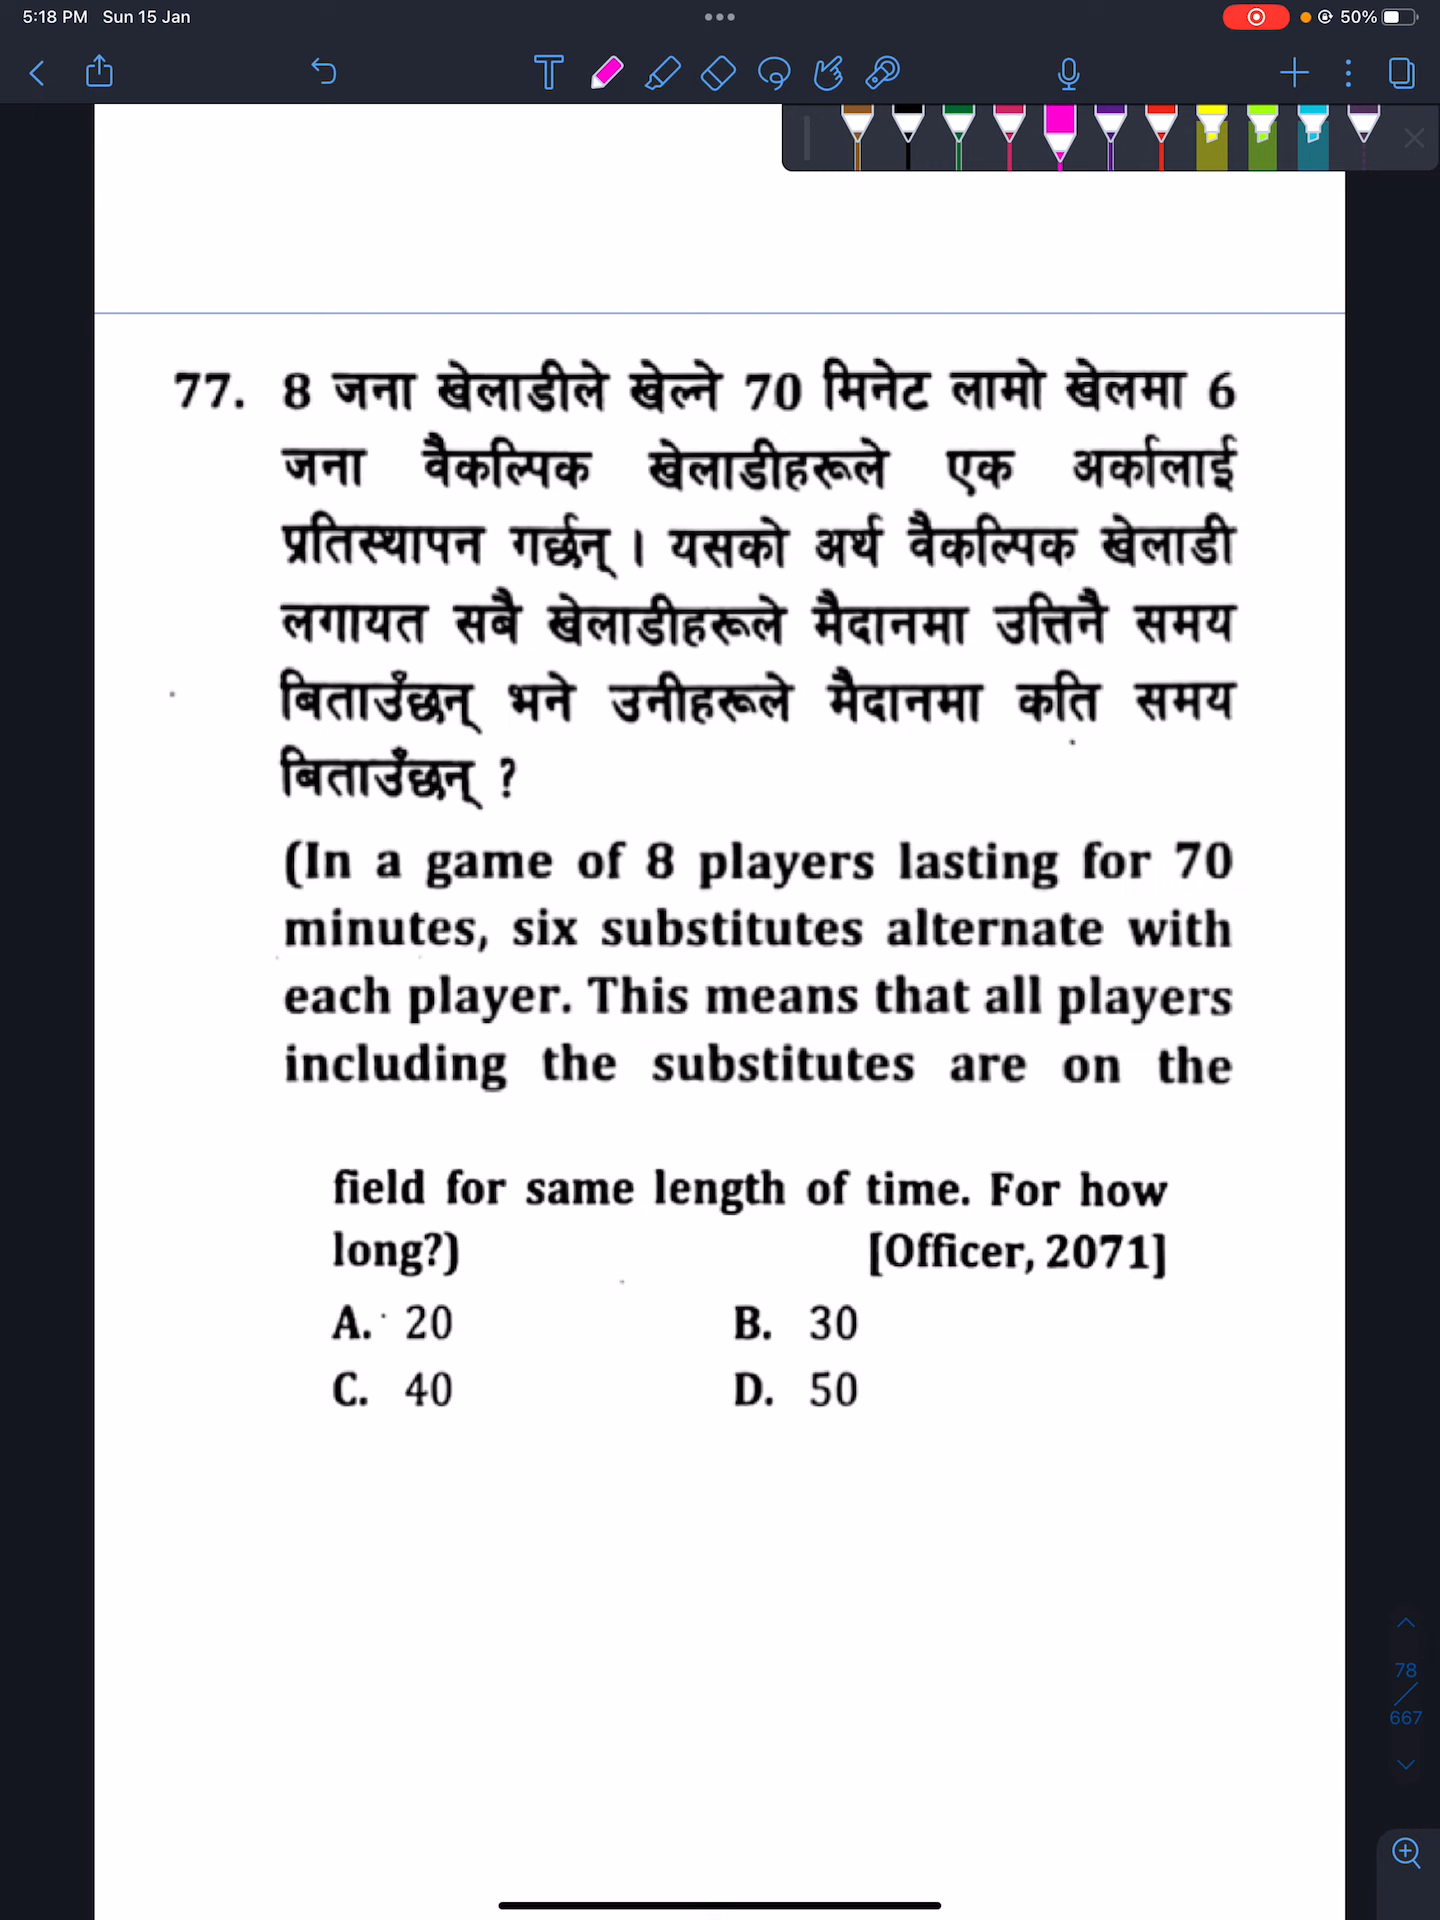 5:18 PM Sun 15 Jan
50%
77. 8 जना खेलाडीले खेल्ने 70 मिनेट लामो खेलमा 6
जना वैकल्पिक खेलाडीहरूले एक अर्कालाई
प्रतिस्थापन गर्छन् । यसको अर्थ वैकल्पिक खेलाडी
लगायत सबै खेलाडीहरूले मैदानमा उत्तिनै समय
बिताउँछन् भने उनीहरूले मैदानमा कति समय
बिताउँछन् ?
(In a game of 8 players lasting for 70
minutes, six substitutes alternate with
each player. This means that all players
including the substitutes are on the
field for same length of time. For how
long?) [Officer, 2071]
A. 20 B. 30
C. 40 D. 50
78
667